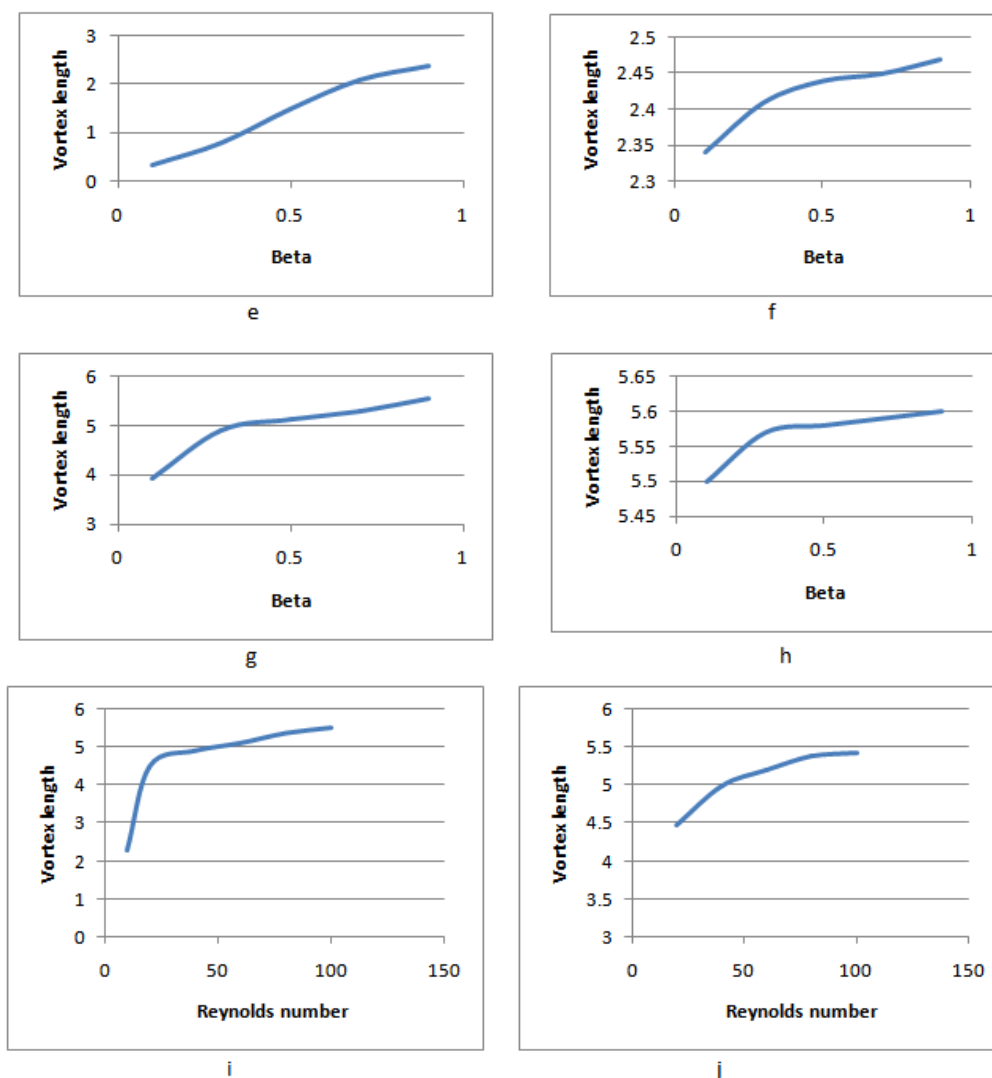 Vortex length
3
2
1
0
0 0.5 1
Beta
e
Vortex length
2.5
2.45
2.4
2.35
2.3
0 0.5 1
Beta
f
Vortex length
6
5
4
3
0 0.5 1
Beta
g
Vortex length
5.65
5.6
5.55
5.5
5.45
0 0.5 1
Beta
h
Vortex length
6
5
4
3
2
1
0
0 50 100 150
Reynolds number
i
Vortex length
6
5.5
5
4.5
4
3.5
3
0 50 100 150
Reynolds number
j